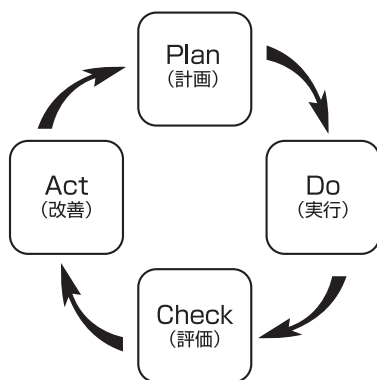 Plan
（計画）
Do
（実行）
Check
（評価）
Act
（改善）